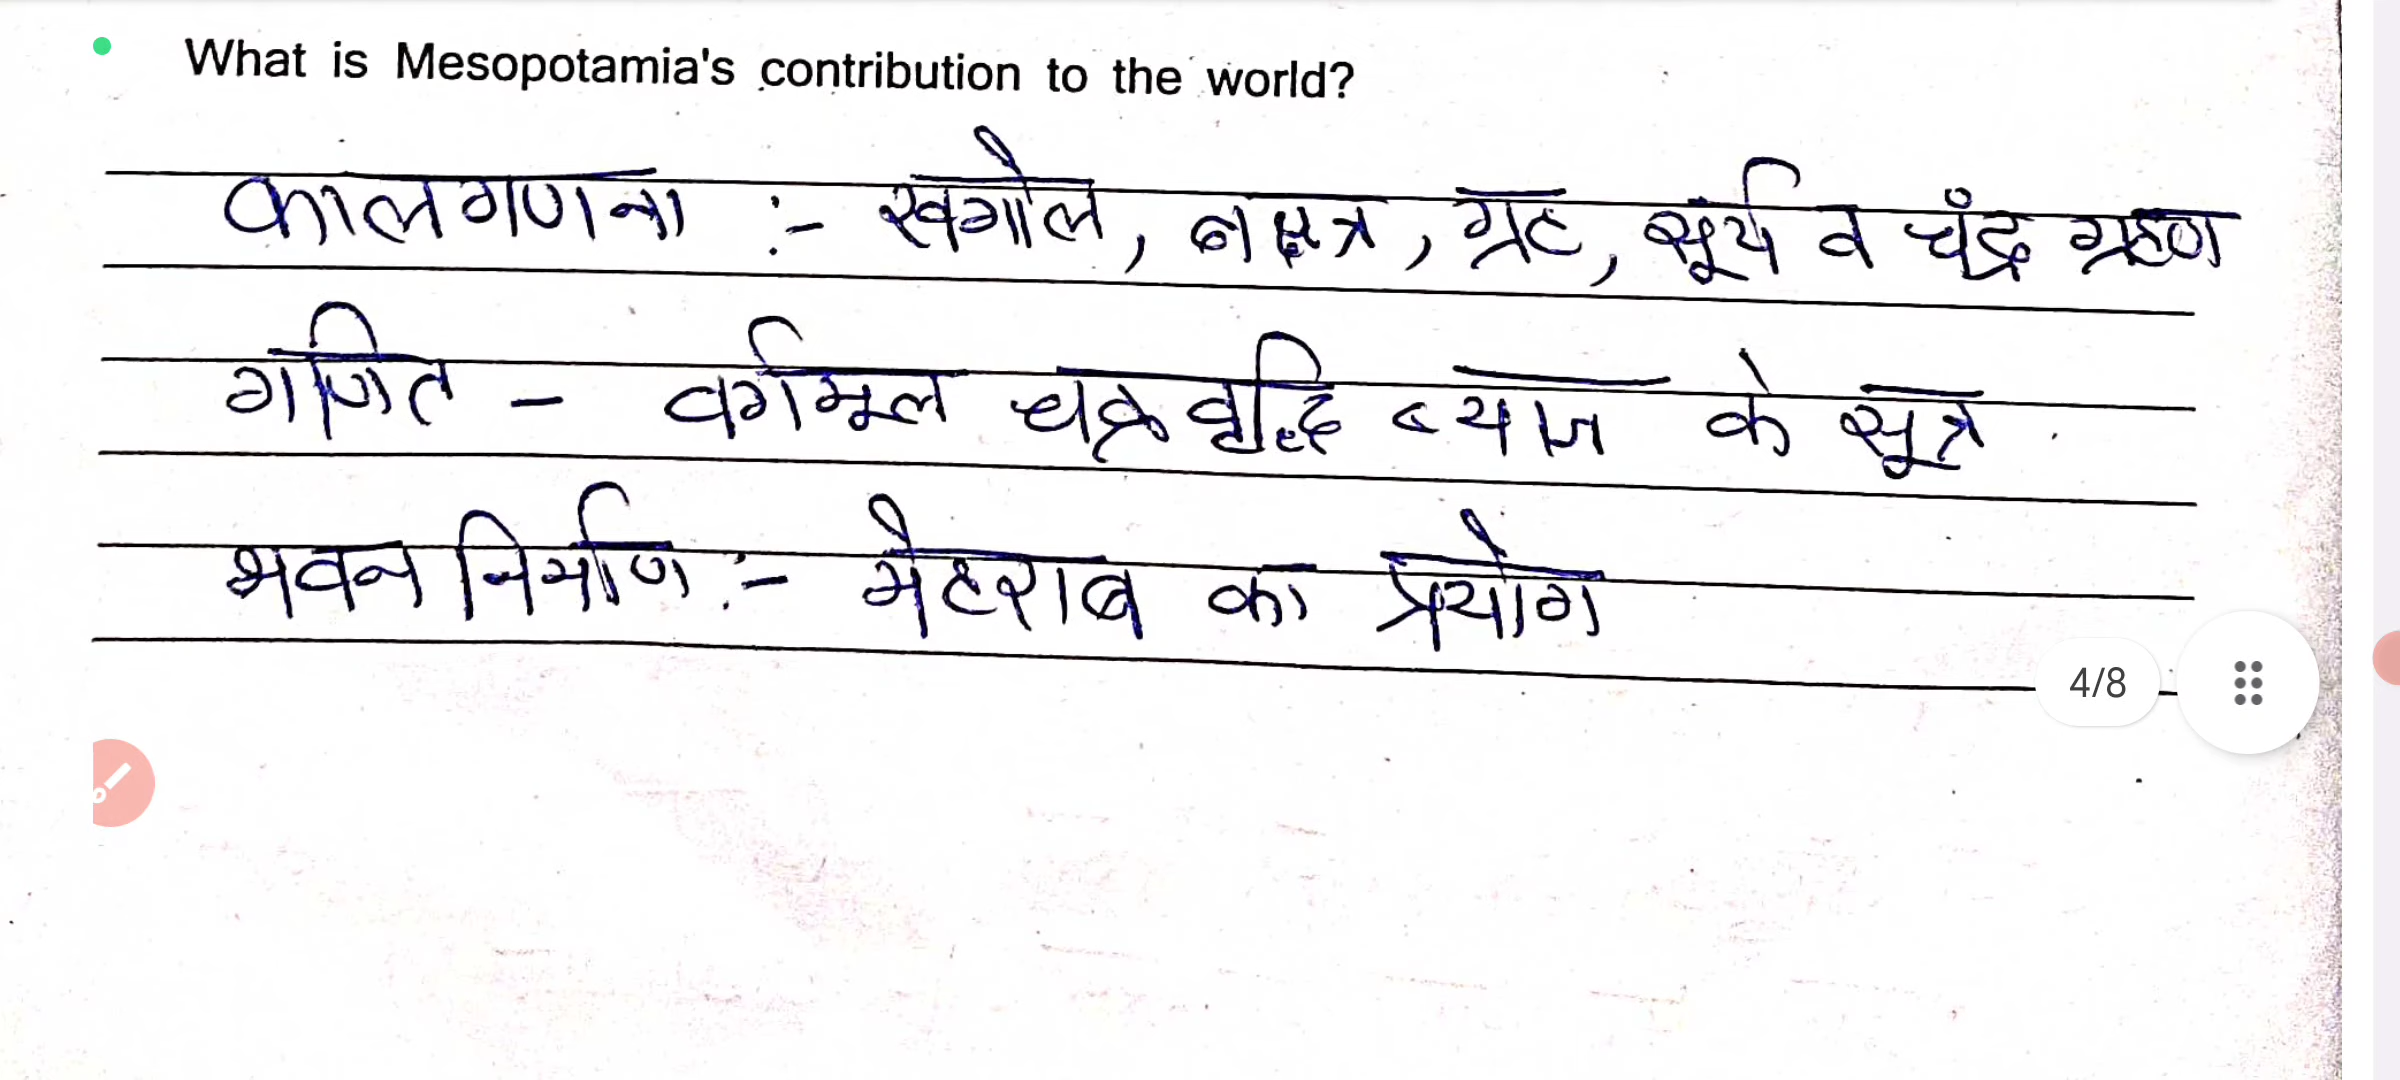 What is Mesopotamia's contribution to the world?
कालगणना :- खगोल, नक्षत्र, ग्रह, सूर्य व चंद्र ग्रहण
गणित - वर्गमूल चक्रवृद्धि ब्याज के सूत्र
भवन निर्माण :- मेहराब का प्रयोग
4/8